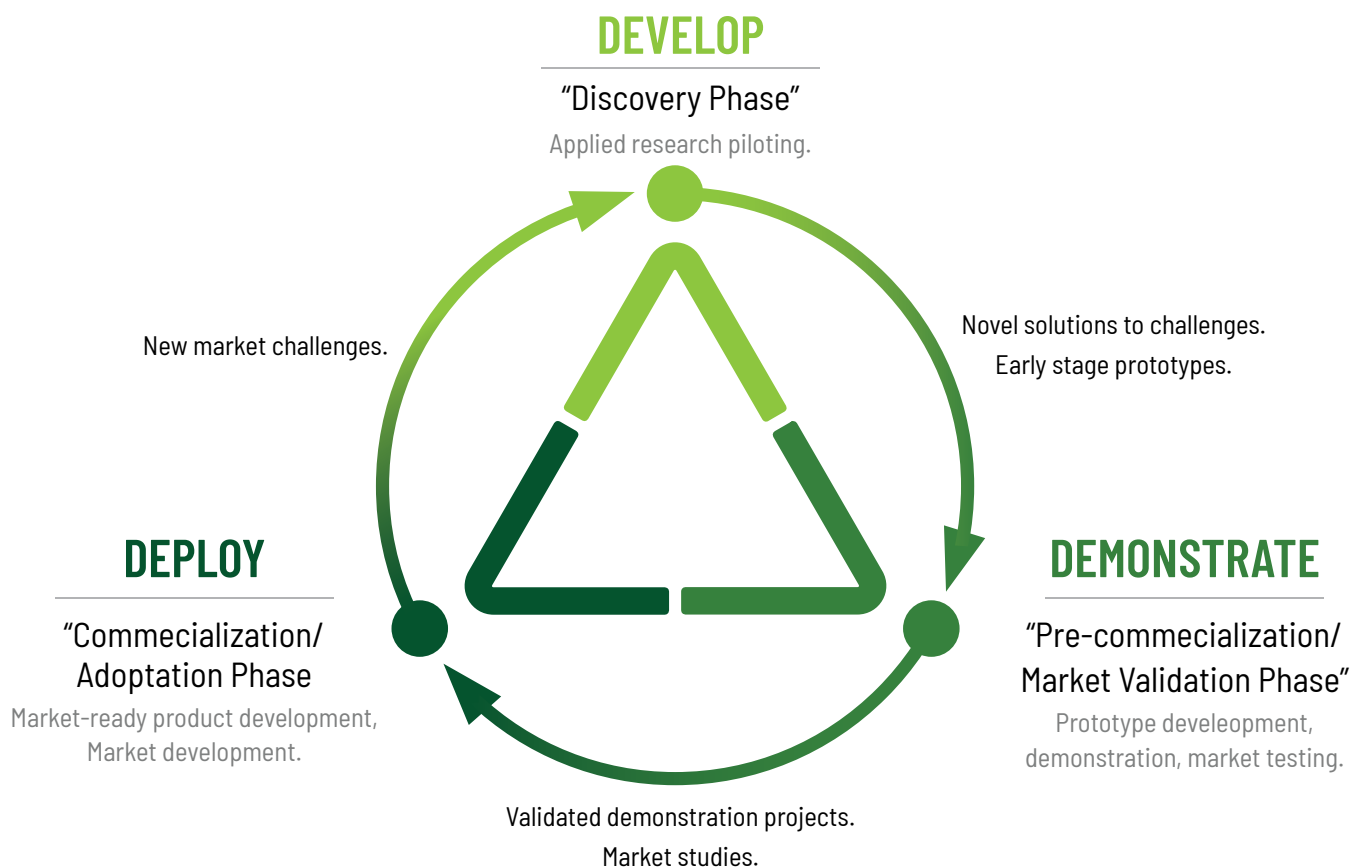 DEVELOP
“Discovery Phase”
Applied research piloting.
New market challenges.
Novel solutions to challenges.
Early stage prototypes.
DEPLOY
“Commecialization/
Adoptation Phase
Market-ready product development,
Market development.
DEMONSTRATE
“Pre-commecialization/
Market Validation Phase”
Prototype develeopment,
demonstration, market testing.
Validated demonstration projects.
Market studies.